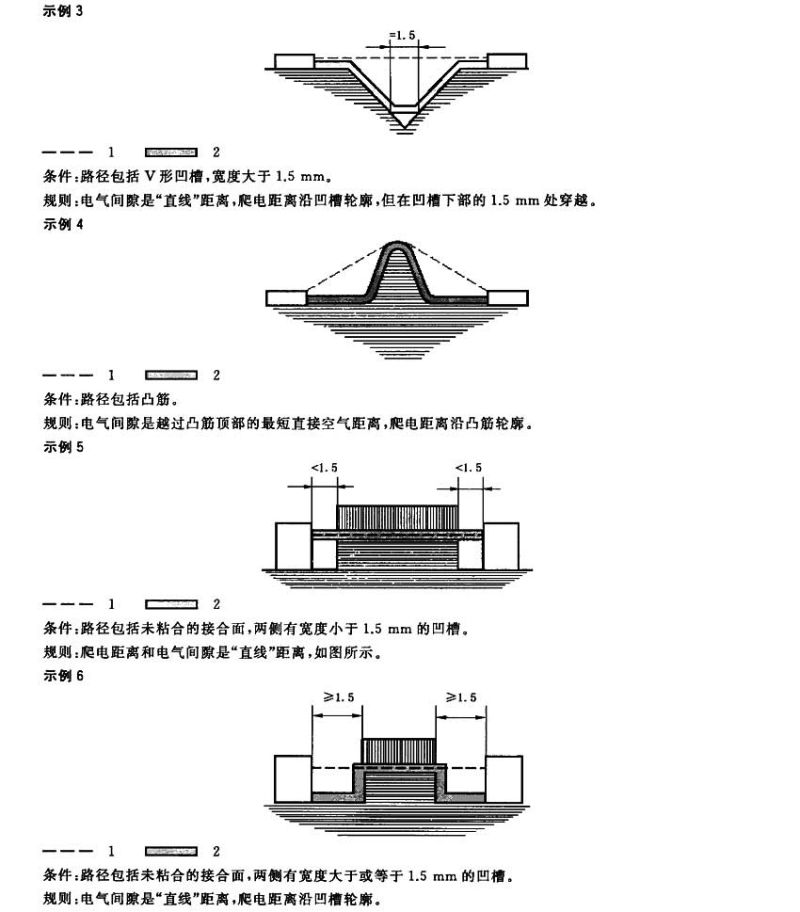 示例 3
=1.5
1 2
条件:路径包括 V 形凹槽,宽度大于 1.5 mm。
规则:电气间隙是“直线”距离,爬电距离沿凹槽轮廓,但在凹槽下部的 1.5 mm 处穿越。
示例 4
1 2
条件:路径包括凸筋。
规则:电气间隙是越过凸筋顶部的最短直接空气距离,爬电距离沿凸筋轮廓。
示例 5
<1.5 <1.5
1 2
条件:路径包括未粘合的接合面,两侧有宽度小于 1.5 mm 的凹槽。
规则:爬电距离和电气间隙是“直线”距离,如图所示。
示例 6
≥1.5 ≥1.5
1 2
条件:路径包括未粘合的接合面,两侧有宽度大于或等于 1.5 mm 的凹槽。
规则:电气间隙是“直线”距离,爬电距离沿凹槽轮廓。